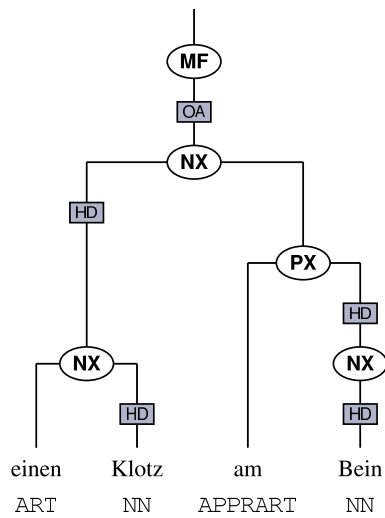 MF
OA
NX
HD
PX
HD
NX NX
HD HD
einen Klotz am Bein
ART NN APPRART NN